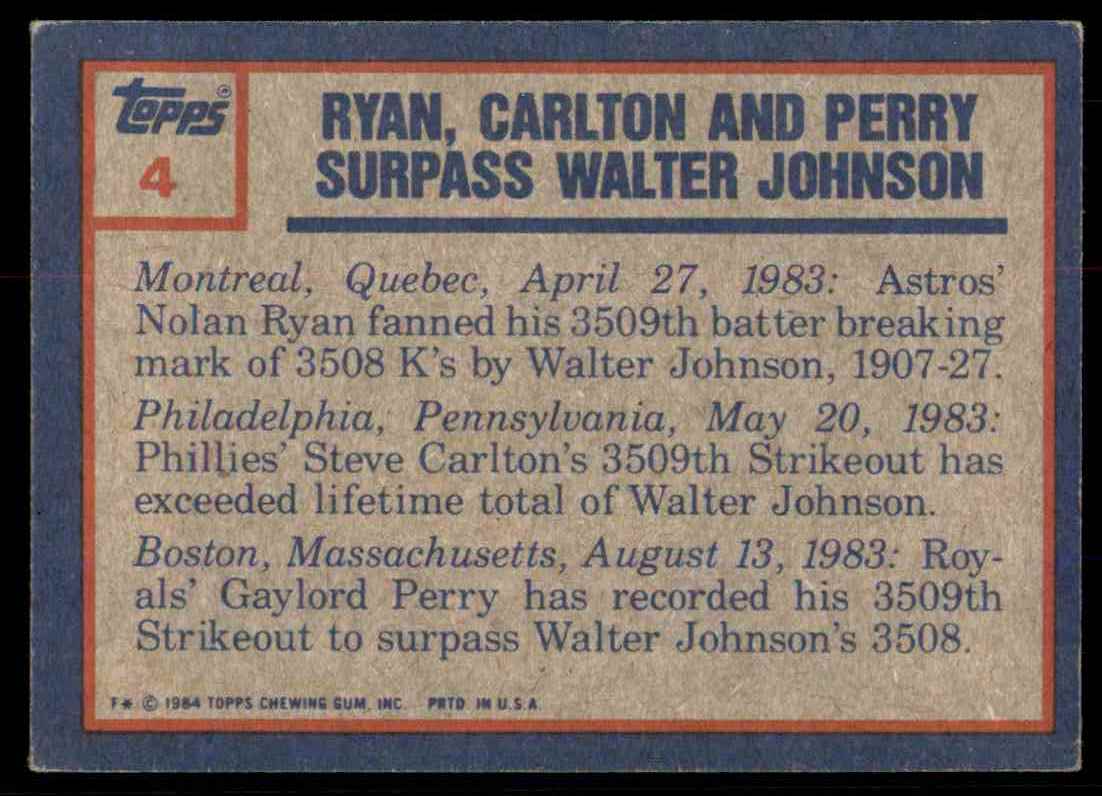 topps®
4
RYAN, CARLTON AND PERRY
SURPASS WALTER JOHNSON
Montreal, Quebec, April 27, 1983: Astros'
Nolan Ryan fanned his 3509th batter breaking
mark of 3508 K's by Walter Johnson, 1907-27.
Philadelphia, Pennsylvania, May 20, 1983:
Phillies' Steve Carlton's 3509th Strikeout has
exceeded lifetime total of Walter Johnson.
Boston, Massachusetts, August 13, 1983: Roy-
als' Gaylord Perry has recorded his 3509th
Strikeout to surpass Walter Johnson's 3508.
F* © 1984 TOPPS CHEWING GUM, INC. PRTD. IN U.S.A.